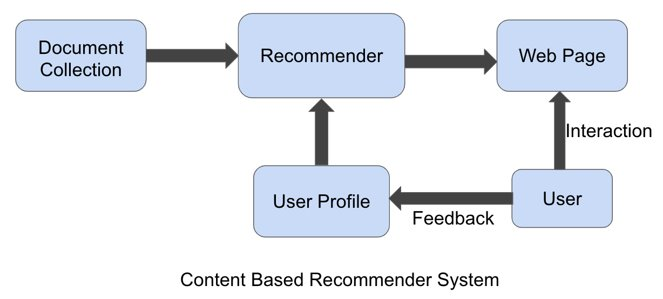 Document
Collection
Recommender
Web Page
Interaction
User Profile
User
Feedback
Content Based Recommender System